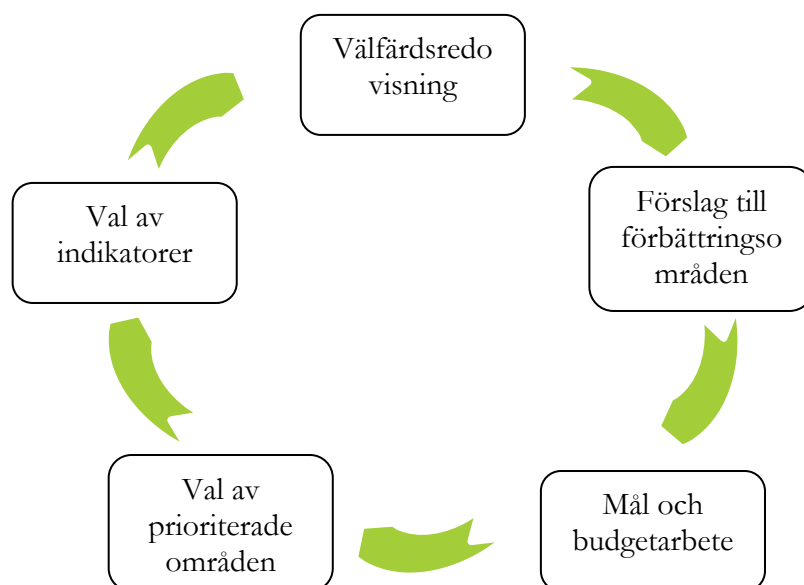 Välfärdsredo
visning
Förslag till
förbättringso
mråden
Mål och
budgetarbete
Val av
prioriterade
områden
Val av
indikatorer